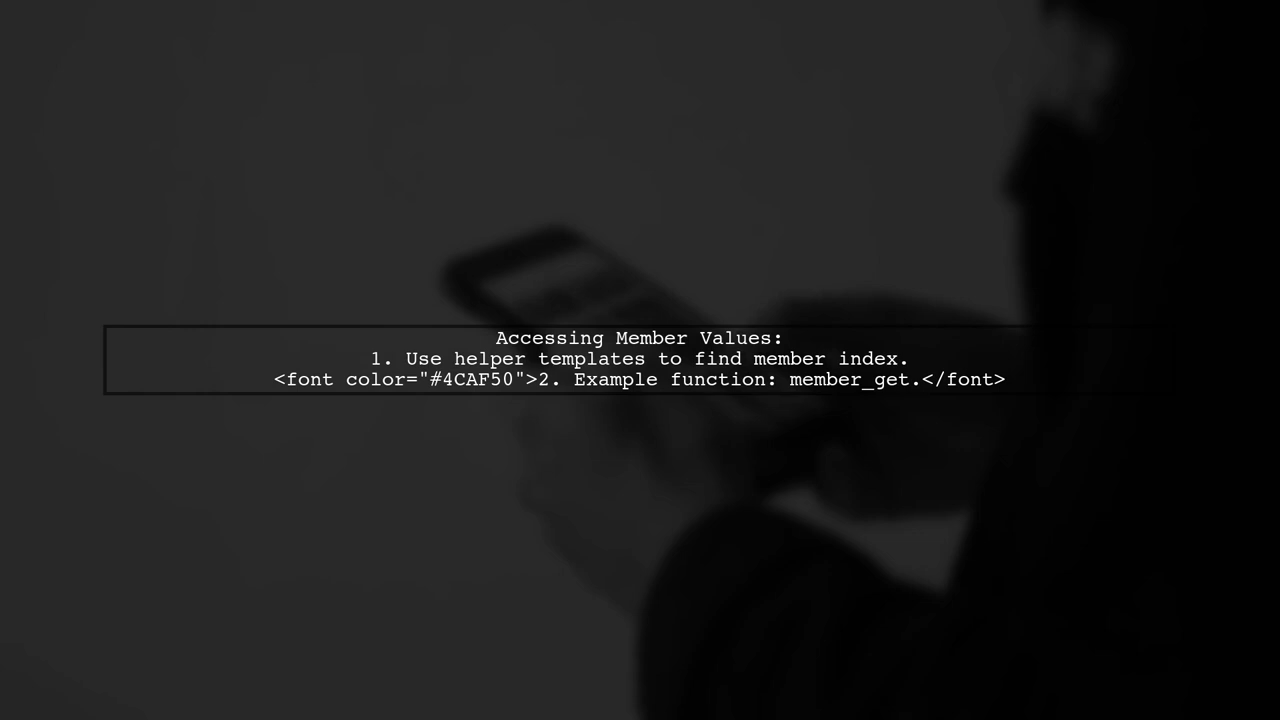 Accessing Member Values:
1. Use helper templates to find member index.
<font color="#4CAF50">2. Example function: member_get.</font>